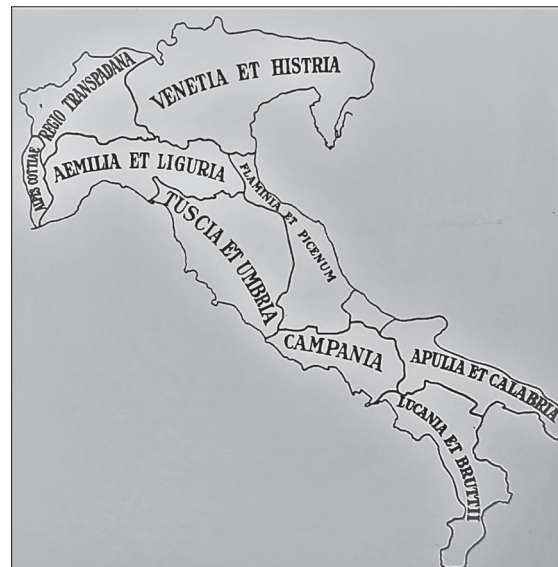 VENETIA ET HISTRIA
REGIO TRANSPADANA
ALPES COTTIAE
AEMILIA ET LIGURIA
FLAMINIA ET PICENUM
TUSCIA ET UMBRIA
CAMPANIA
APULIA ET CALABRIA
LUCANIA ET BRUTTII